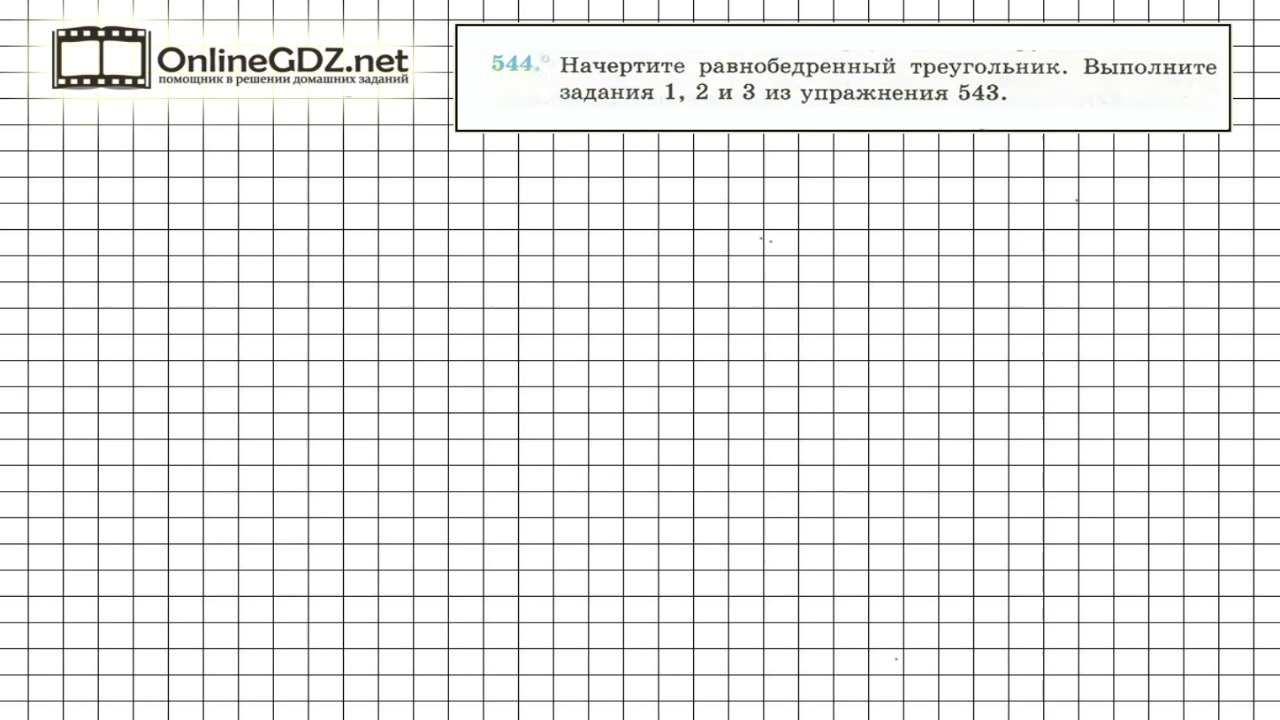 OnlineGDZ.net
помощник в решении домашних заданий
544.° Начертите равнобедренный треугольник. Выполните
задания 1, 2 и 3 из упражнения 543.